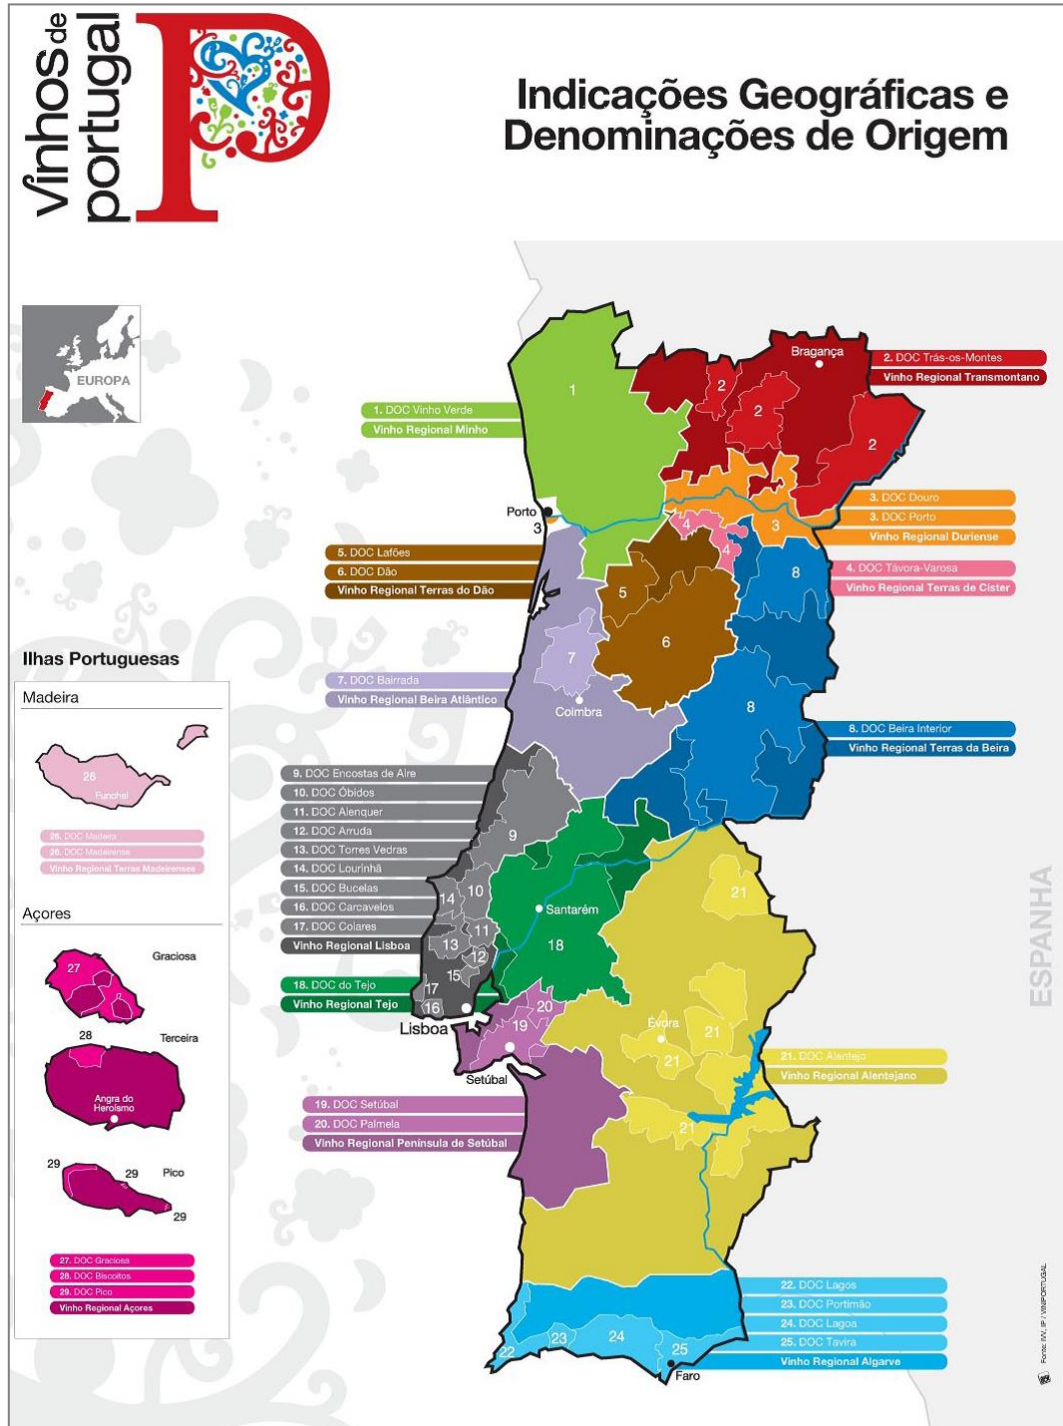 Vinhos de
portugal
Indicações Geográficas e
Denominações de Origem
EUROPA
1
2
2
2
Bragança
2. DOC Trás-os-Montes
Vinho Regional Transmontano
1. DOC Vinho Verde
Vinho Regional Minho
Porto
3
3
3. DOC Douro
3. DOC Porto
Vinho Regional Duriense
4
4
4. DOC Távora-Varosa
Vinho Regional Terras de Cister
5. DOC Lafões
6. DOC Dão
Vinho Regional Terras do Dão
5
6
8
8
7
Coimbra
7. DOC Bairrada
Vinho Regional Beira Atlântico
8. DOC Beira Interior
Vinho Regional Terras da Beira
9. DOC Encostas de Aire
10. DOC Óbidos
11. DOC Alenquer
12. DOC Arruda
13. DOC Torres Vedras
14. DOC Lourinhã
15. DOC Bucelas
16. DOC Carcavelos
17. DOC Colares
Vinho Regional Lisboa
9
10
14
11
13
12
15
17
16
Lisboa
Santarém
18
18. DOC do Tejo
Vinho Regional Tejo
20
19
Setúbal
19. DOC Setúbal
20. DOC Palmela
Vinho Regional Península de Setúbal
21
21
Évora
21
21
21. DOC Alentejo
Vinho Regional Alentejano
22
23
24
25
Faro
22. DOC Lagos
23. DOC Portimão
24. DOC Lagoa
25. DOC Tavira
Vinho Regional Algarve
ESPANHA
Ilhas Portuguesas
Madeira
26
Funchal
26. DOC Madeira
26. DOC Madeirense
Vinho Regional Terras Madeirenses
Açores
Graciosa
27
28
Terceira
Angra do
Heroísmo
Pico
29
29
29
27. DOC Graciosa
28. DOC Biscoitos
29. DOC Pico
Vinho Regional Açores
Fonte: IVV, IP / VINIPORTUGAL